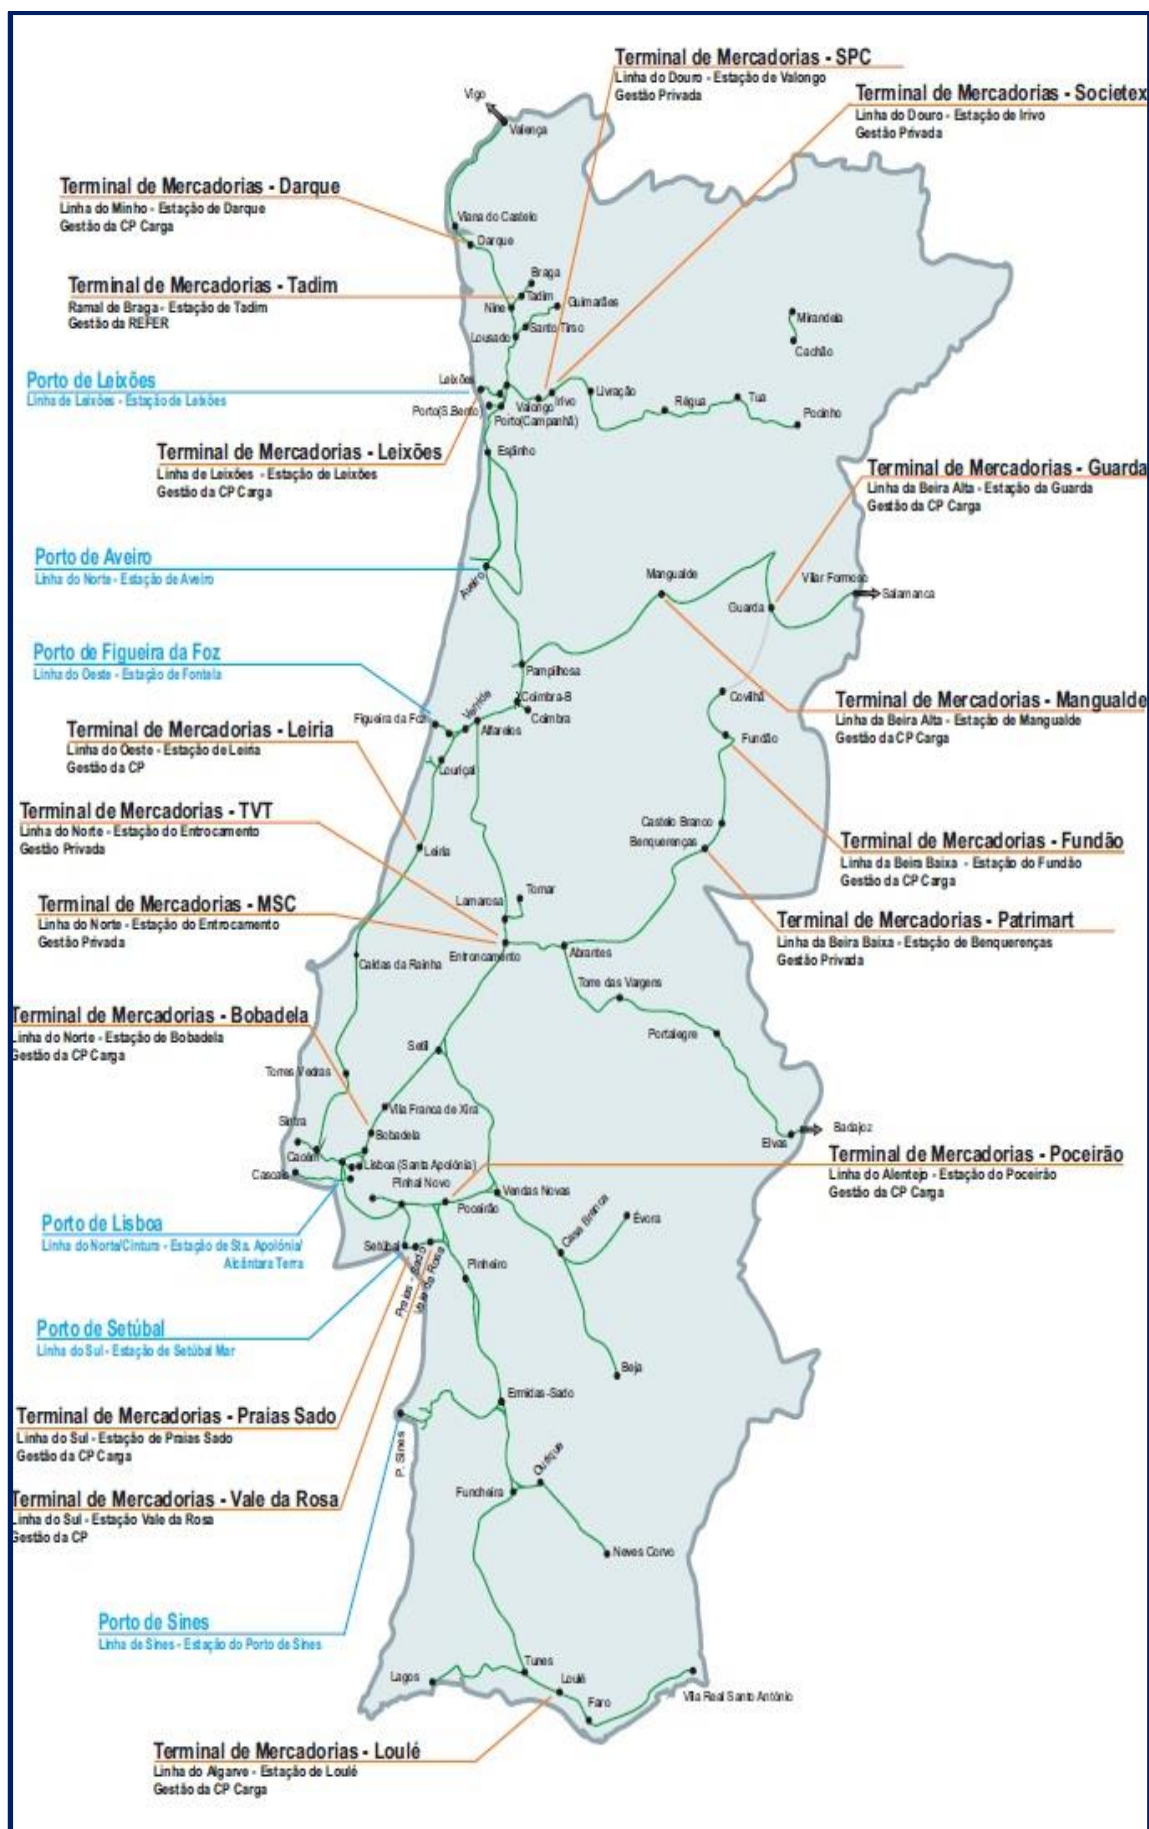 Terminal de Mercadorias - SPC
Linha do Douro - Estação de Valongo
Gestão Privada
Terminal de Mercadorias - Societex
Linha do Douro - Estação de Irivo
Gestão Privada
Vigo
Valença
Terminal de Mercadorias - Darque
Linha do Minho - Estação de Darque
Gestão da CP Carga
Viana do Castelo
Darque
Terminal de Mercadorias - Tadim
Ramal de Braga - Estação de Tadim
Gestão da REFER
Braga
Tadim
Nine
Guimarães
Santo Tirso
Lousado
Mirandela
Cachão
Porto de Leixões
Linha de Leixões - Estação de Leixões
Leixões
Porto(S.Bento)
Porto(Campanhã)
Valongo
Irivo
Livração
Régua
Tua
Pocinho
Terminal de Mercadorias - Leixões
Linha de Leixões - Estação de Leixões
Gestão da CP Carga
Espinho
Terminal de Mercadorias - Guarda
Linha da Beira Alta - Estação da Guarda
Gestão da CP Carga
Porto de Aveiro
Linha do Norte - Estação de Aveiro
Aveiro
Mangualde
Vilar Formoso
Salamanca
Guarda
Porto de Figueira da Foz
Linha do Oeste - Estação de Fontela
Pampilhosa
Coimbra-B
Coimbra
Covilhã
Terminal de Mercadorias - Mangualde
Linha da Beira Alta - Estação de Mangualde
Gestão da CP Carga
Figueira da Foz
Verride
Alfarelos
Terminal de Mercadorias - Leiria
Linha do Oeste - Estação de Leiria
Gestão da CP
Louriçal
Fundão
Terminal de Mercadorias - TVT
Linha do Norte - Estação do Entrocamento
Gestão Privada
Leiria
Castelo Branco
Benquerenças
Terminal de Mercadorias - Fundão
Linha da Beira Baixa - Estação do Fundão
Gestão da CP Carga
Terminal de Mercadorias - MSC
Linha do Norte - Estação do Entrocamento
Gestão Privada
Tomar
Lamarosa
Terminal de Mercadorias - Patrimart
Linha da Beira Baixa - Estação de Benquerenças
Gestão Privada
Caldas da Rainha
Entroncamento
Abrantes
Torre das Vargens
Portalegre
Terminal de Mercadorias - Bobadela
Linha do Norte - Estação de Bobadela
Gestão da CP Carga
Setil
Torres Vedras
Vila Franca de Xira
Elvas
Badajoz
Sintra
Bobadela
Cacém
Lisboa (Santa Apolónia)
Cascais
Pinhal Novo
Poceirão
Vendas Novas
Terminal de Mercadorias - Poceirão
Linha do Alentejo - Estação do Poceirão
Gestão da CP Carga
Porto de Lisboa
Linha do Norte/Cintura - Estação de Sta. Apolónia/
Alcântara Terra
Casa Branca
Évora
Setúbal
Praias - Sado
Vale da Rosa
Pinheiro
Porto de Setúbal
Linha do Sul - Estação de Setúbal Mar
Beja
Ermidas-Sado
Terminal de Mercadorias - Praias Sado
Linha do Sul - Estação de Praias Sado
Gestão da CP Carga
P. Sines
Ourique
Funcheira
Terminal de Mercadorias - Vale da Rosa
Linha do Sul - Estação Vale da Rosa
Gestão da CP
Neves Corvo
Porto de Sines
Linha de Sines - Estação do Porto de Sines
Lagos
Tunes
Loulé
Faro
Vila Real Santo António
Terminal de Mercadorias - Loulé
Linha do Algarve - Estação de Loulé
Gestão da CP Carga